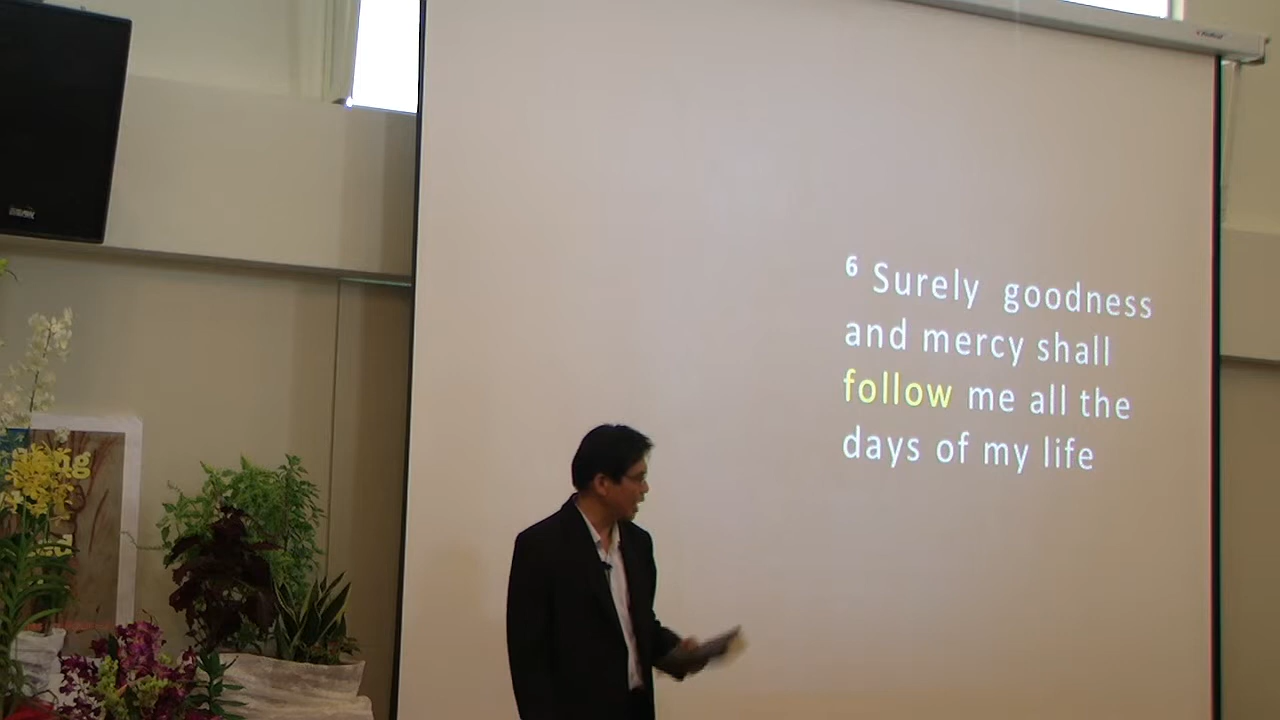 6 Surely goodness
and mercy shall
follow me all the
days of my life